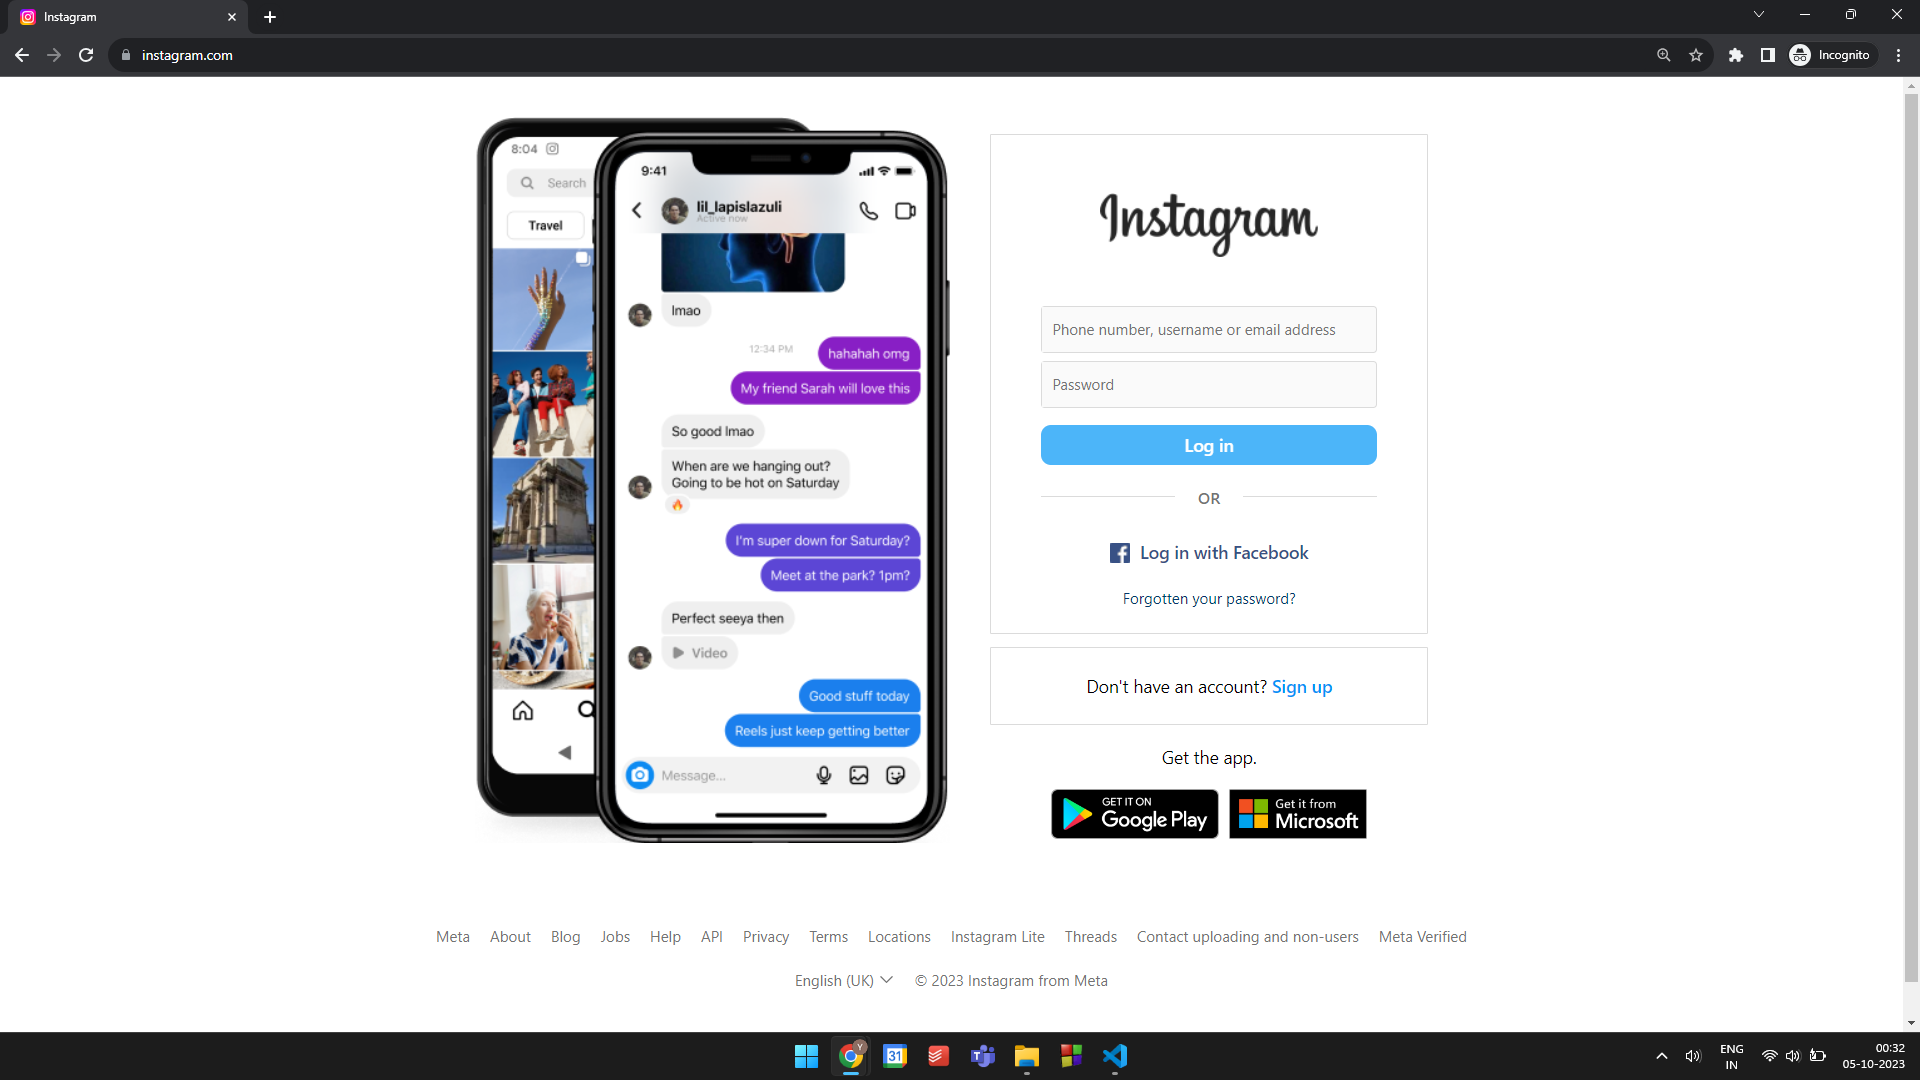 Instagram
instagram.com
Incognito
8:04
Search
Travel
9:41
lil_lapislazuli
Active now
lmao
12:34 PM
hahahah omg
My friend Sarah will love this
So good lmao
When are we hanging out?
Going to be hot on Saturday
I'm super down for Saturday?
Meet at the park? 1pm?
Perfect seeya then
Video
Good stuff today
Reels just keep getting better
Message...
Instagram
Phone number, username or email address
Password
Log in
OR
Log in with Facebook
Forgotten your password?
Don't have an account? Sign up
Get the app.
GET IT ON
Google Play
Get it from
Microsoft
Meta About Blog Jobs Help API Privacy Terms Locations Instagram Lite Threads Contact uploading and non-users Meta Verified
English (UK) © 2023 Instagram from Meta
Y
31
T
ENG
IN
00:32
05-10-2023